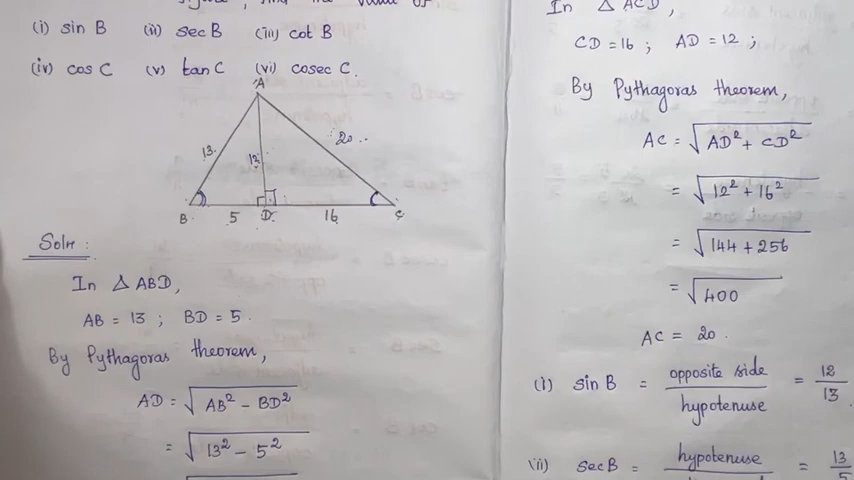 (i) sin B (ii) sec B (iii) cot B
(iv) cos C (v) tan C (vi) cosec C.
A
13
12
20
B 5 D 16 C
Soln :
In △ ABD,
AB = 13 ; BD = 5.
By Pythagoras theorem,
AD = √AB² − BD²
= √13² − 5²
In △ ACD,
CD = 16 ; AD = 12 ;
By Pythagoras theorem,
AC = √AD² + CD²
= √12² + 16²
= √144 + 256
= √400
AC = 20
(i) sin B = opposite side / hypotenuse = 12/13
(ii) sec B = hypotenuse / = 13/5